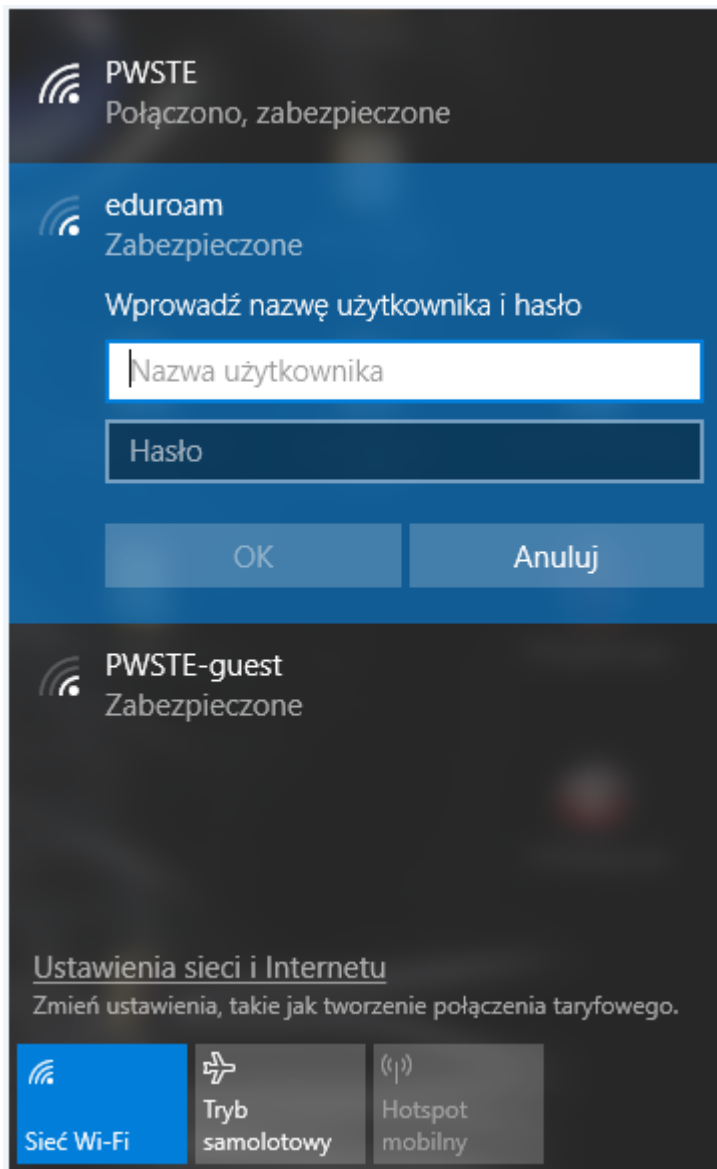 PWSTE
Połączono, zabezpieczone
eduroam
Zabezpieczone
Wprowadź nazwę użytkownika i hasło
Nazwa użytkownika
Hasło
OK
Anuluj
PWSTE-guest
Zabezpieczone
Ustawienia sieci i Internetu
Zmień ustawienia, takie jak tworzenie połączenia taryfowego.
Sieć Wi-Fi
Tryb
samolotowy
Hotspot
mobilny